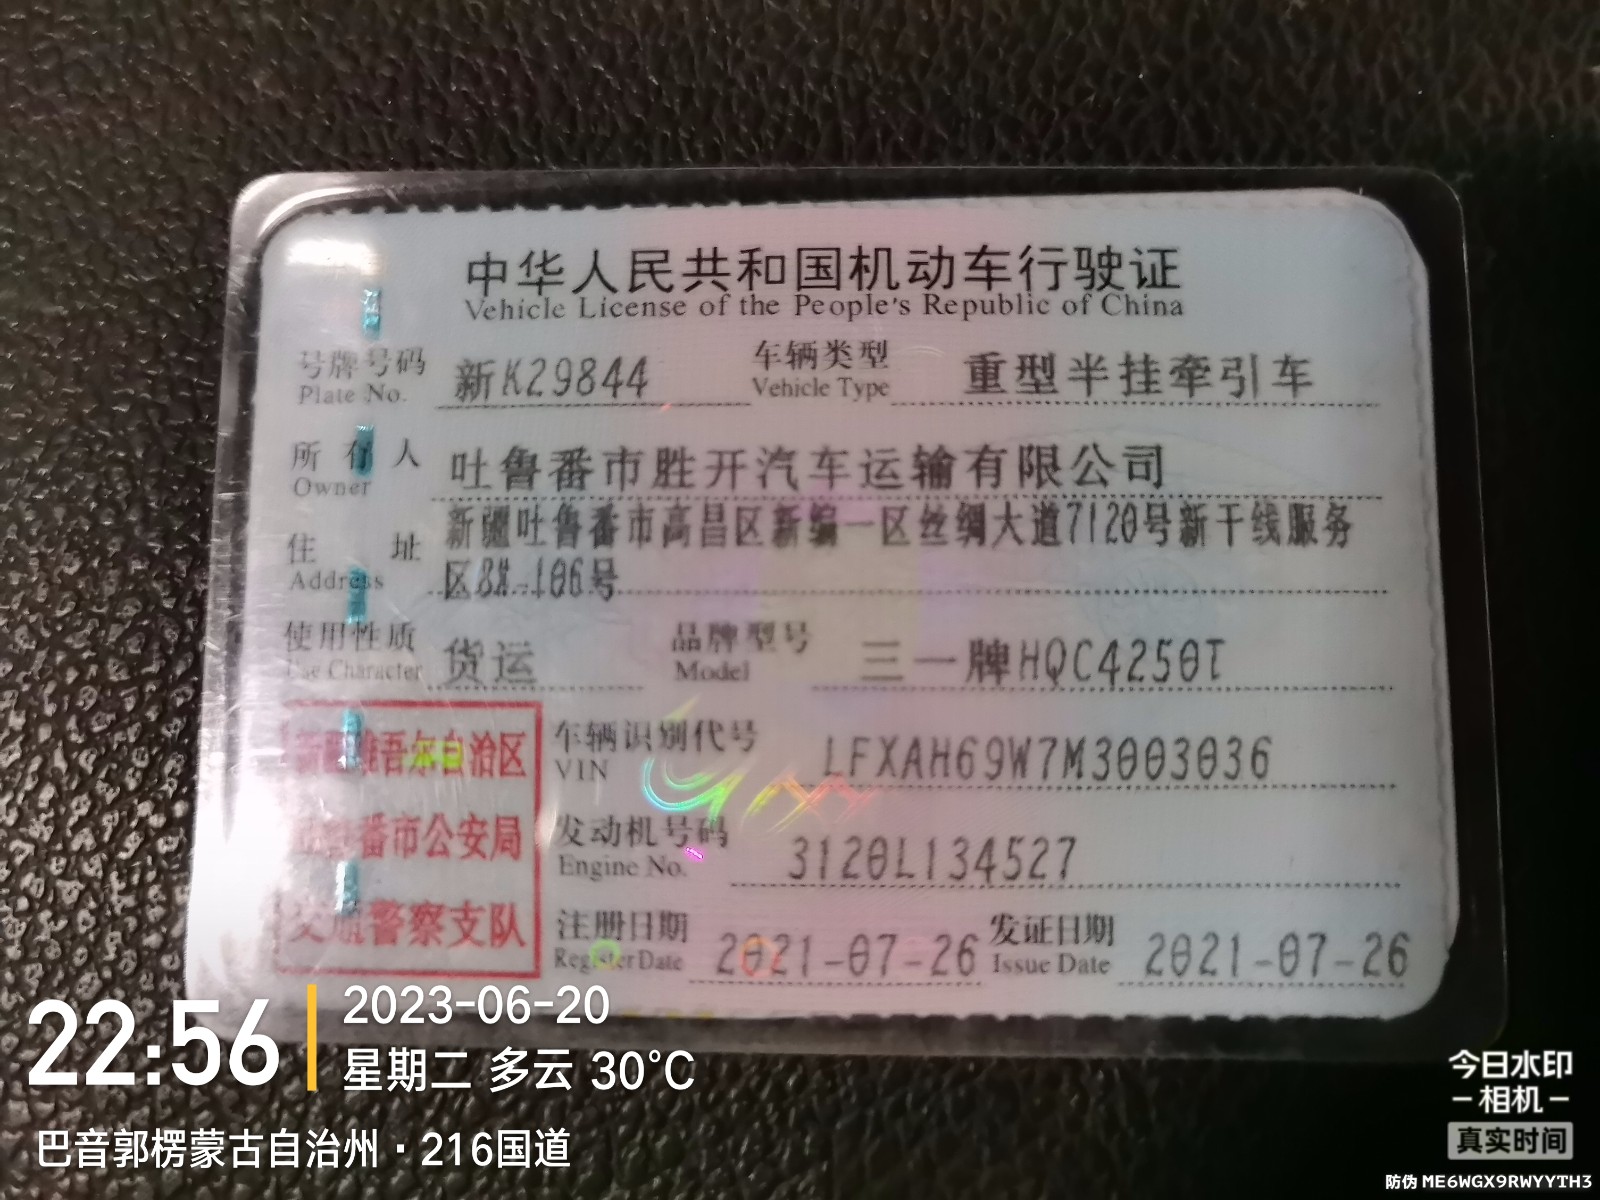 中华人民共和国机动车行驶证
Vehicle License of the People's Republic of China
号牌号码 新K29844 车辆类型 重型半挂牵引车
Plate No. Vehicle Type
所有人 吐鲁番市胜开汽车运输有限公司
Owner
住址 新疆吐鲁番市高昌区新编一区丝绸大道7120号新干线服务
Address 区8#-106号
使用性质 货运 品牌型号 三一牌HQC4250T
Use Character Model
新疆维吾尔自治区
吐鲁番市公安局
交通警察支队
车辆识别代号 LFXAH69W7M3003036
VIN
发动机号码 3120L134527
Engine No.
注册日期 2021-07-26 发证日期 2021-07-26
Register Date Issue Date
22:56
2023-06-20
星期二 多云 30°C
巴音郭楞蒙古自治州·216国道
今日水印
-相机-
真实时间
防伪 ME6WGX9RWYYTH3